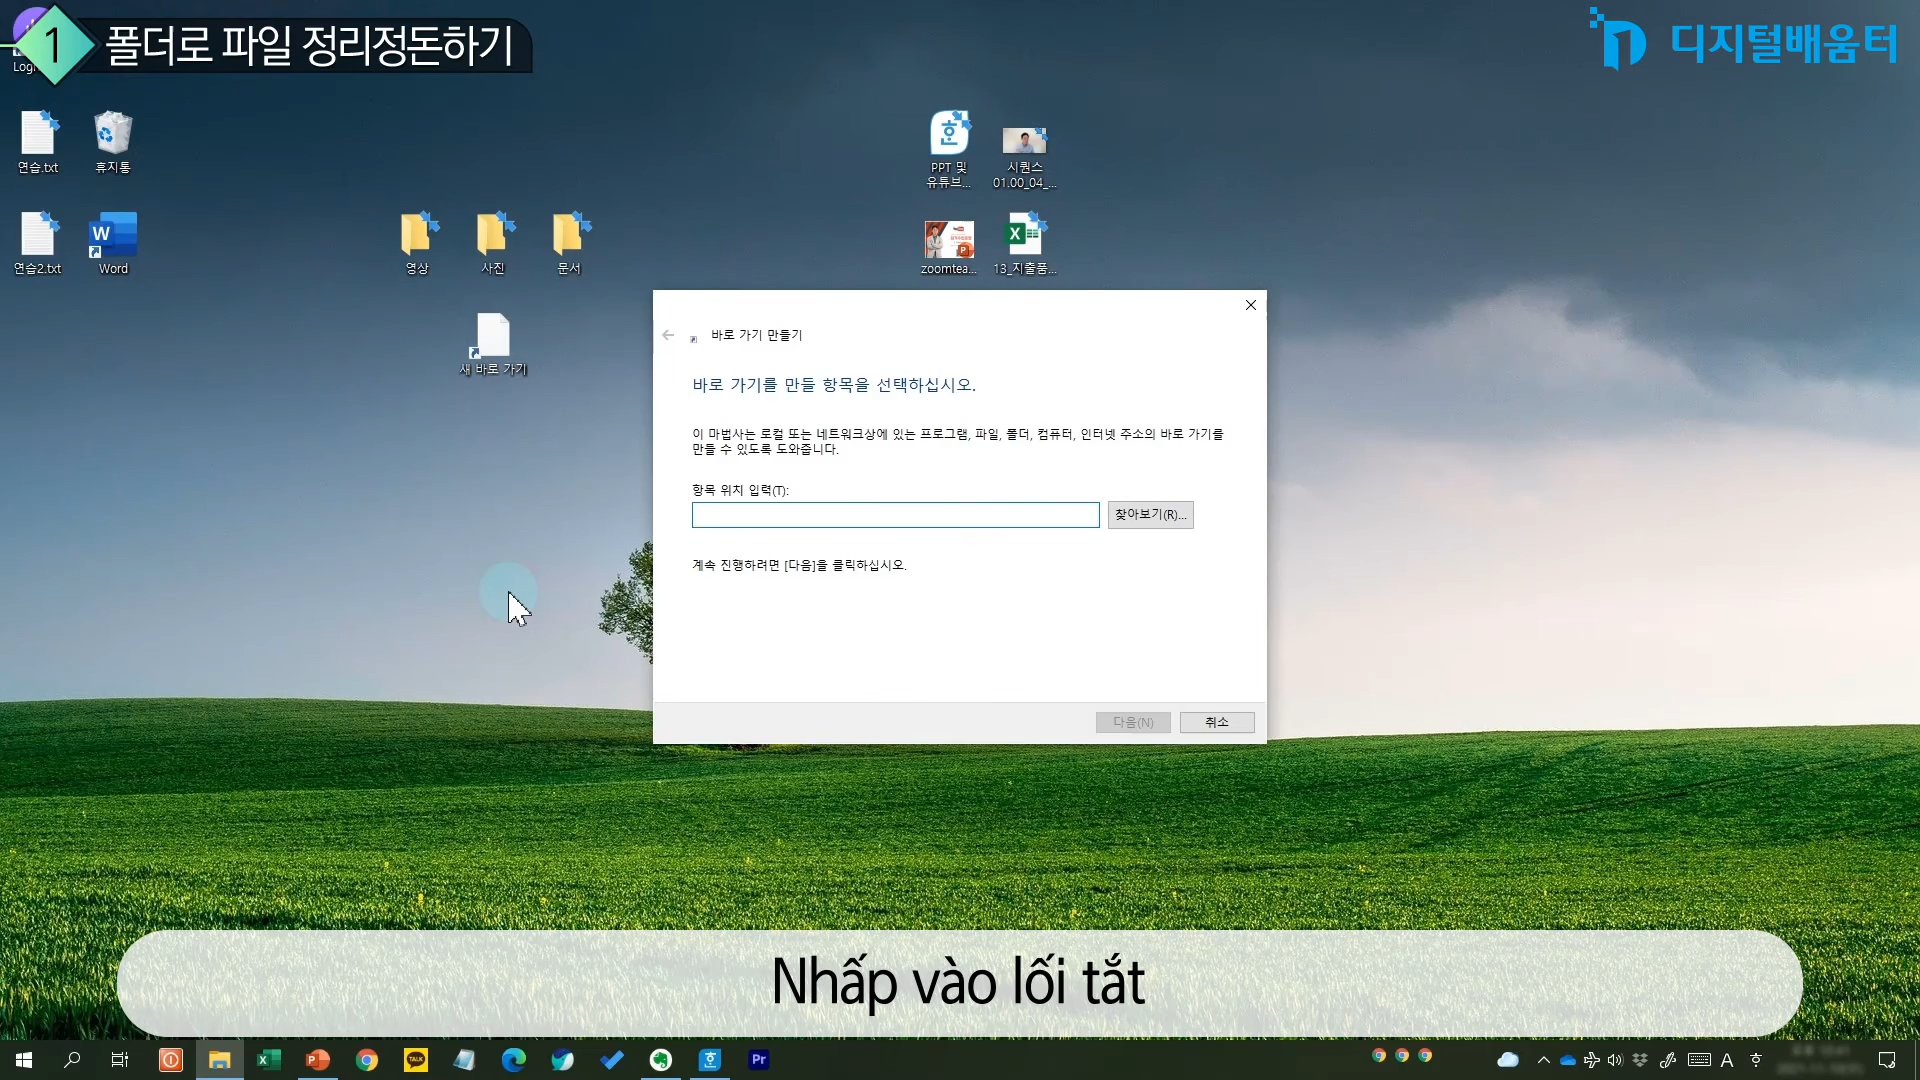 1 폴더로 파일 정리정돈하기
디지털배움터
연습.txt
휴지통
PPT 및
유튜브...
시퀀스
01.00_04_...
연습2.txt
W
Word
영상
사진
문서
zoomtea...
13_지출품...
새 바로 가기
바로 가기 만들기
바로 가기를 만들 항목을 선택하십시오.
이 마법사는 로컬 또는 네트워크상에 있는 프로그램, 파일, 폴더, 컴퓨터, 인터넷 주소의 바로 가기를
만들 수 있도록 도와줍니다.
항목 위치 입력(T):
찾아보기(R)...
계속 진행하려면 [다음]을 클릭하십시오.
다음(N)
취소
Nhấp vào lối tắt
TALK
Pr
A